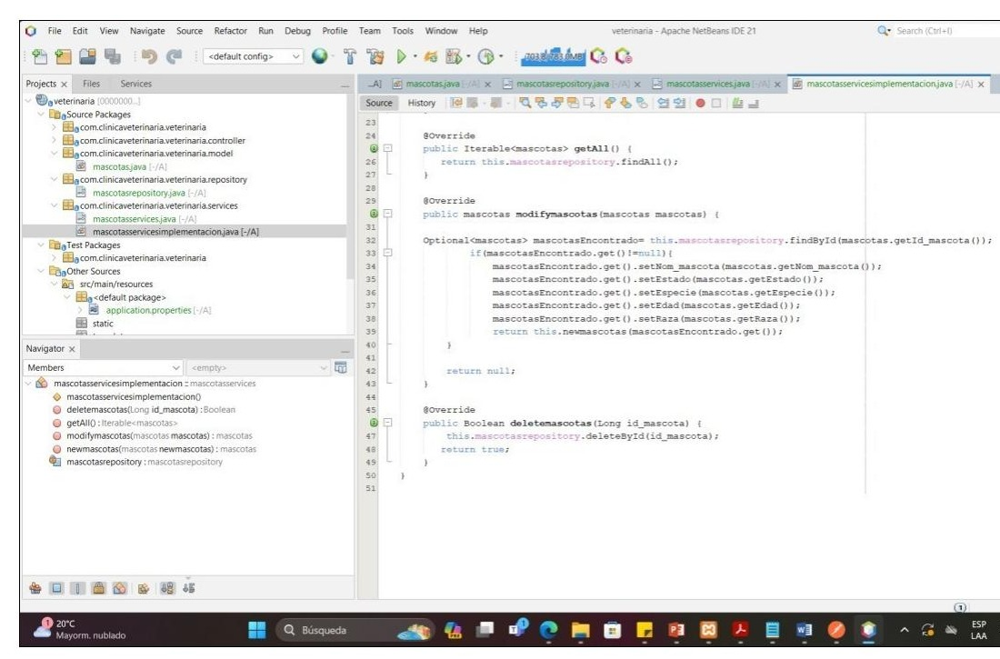 File Edit View Navigate Source Refactor Run Debug Profile Team Tools Window Help veterinaria - Apache NetBeans IDE 21 Search (Ctrl+I)
<default config>
Projects × Files Services
veterinaria [0000000...]
Source Packages
com.clinicaveterinaria.veterinaria
com.clinicaveterinaria.veterinaria.controller
com.clinicaveterinaria.veterinaria.model
mascotas.java [-/A]
com.clinicaveterinaria.veterinaria.repository
mascotasrepository.java [-/A]
com.clinicaveterinaria.veterinaria.services
mascotasservices.java [-/A]
mascotasservicesimplementacion.java [-/A]
Test Packages
com.clinicaveterinaria.veterinaria
Other Sources
src/main/resources
<default package>
application.properties [-/A]
static
Navigator ×
Members <empty>
mascotasservicesimplementacion :: mascotasservices
mascotasservicesimplementacion()
deletemascotas(Long id_mascota) : Boolean
getAll() : Iterable<mascotas>
modifymascotas(mascotas mascotas) : mascotas
newmascotas(mascotas newmascotas) : mascotas
mascotasrepository : mascotasrepository
...A] mascotas.java [-/A] × mascotasrepository.java [-/A] × mascotasservices.java [-/A] × mascotasservicesimplementacion.java [-/A] ×
Source History
23
24 @Override
public Iterable<mascotas> getAll() {
26 return this.mascotasrepository.findAll();
27 }
28
29 @Override
public mascotas modifymascotas(mascotas mascotas) {
31
32 Optional<mascotas> mascotasEncontrado= this.mascotasrepository.findById(mascotas.getId_mascota());
33 if(mascotasEncontrado.get()!=null){
34 mascotasEncontrado.get().setNom_mascota(mascotas.getNom_mascota());
35 mascotasEncontrado.get().setEstado(mascotas.getEstado());
36 mascotasEncontrado.get().setEspecie(mascotas.getEspecie());
37 mascotasEncontrado.get().setEdad(mascotas.getEdad());
38 mascotasEncontrado.get().setRaza(mascotas.getRaza());
39 return this.newmascotas(mascotasEncontrado.get());
40 }
41
42 return null;
43 }
44
45 @Override
public Boolean deletemascotas(Long id_mascota) {
47 this.mascotasrepository.deleteById(id_mascota);
48 return true;
49 }
50 }
51
(1)
1 20°C
Mayorm. nublado
Búsqueda
ESP
LAA